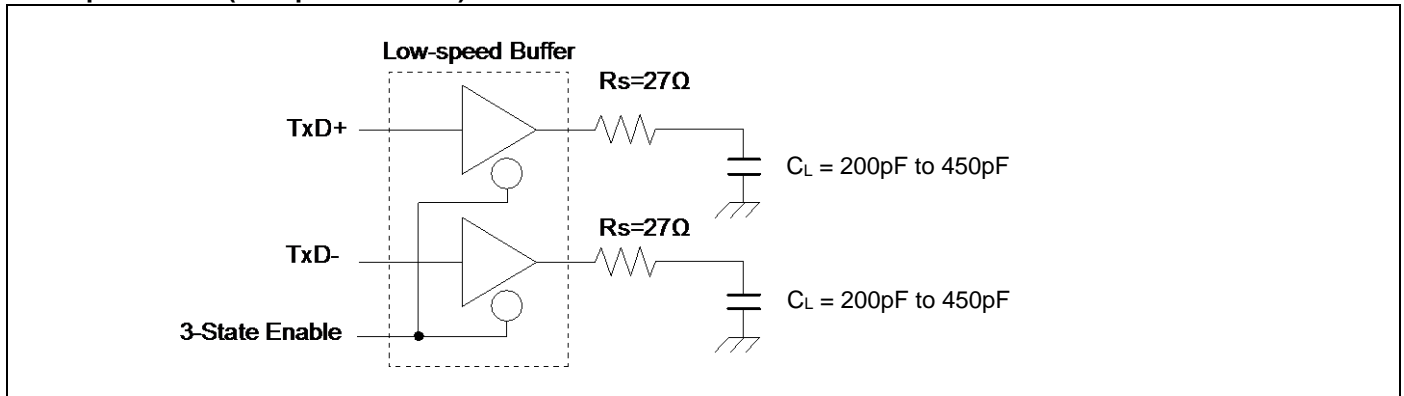 Low-speed Buffer
Rs=27Ω
TxD+
CL = 200pF to 450pF
Rs=27Ω
TxD-
CL = 200pF to 450pF
3-State Enable